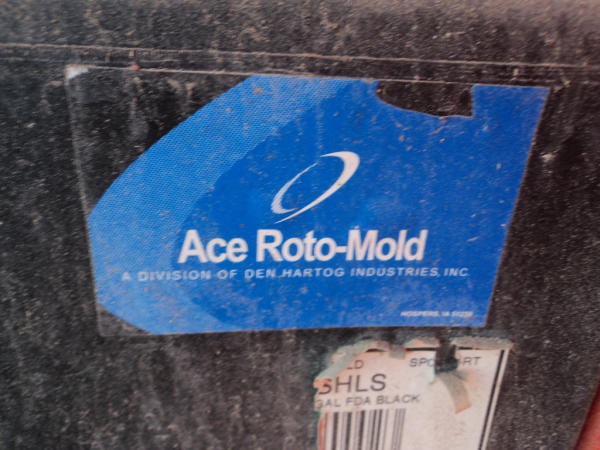 Ace Roto-Mold
A DIVISION OF DEN HARTOG INDUSTRIES, INC.
HOSPERS, IA 51238
SHLS
GAL FDA BLACK